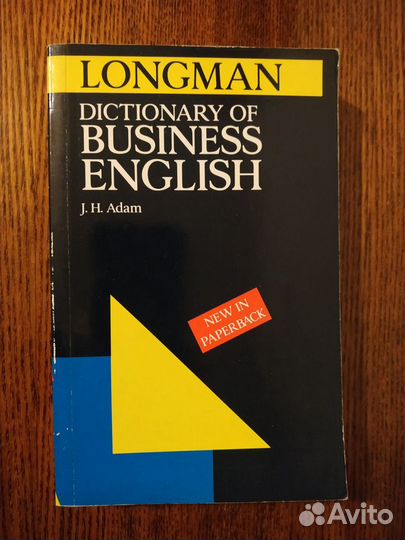 LONGMAN
DICTIONARY OF
BUSINESS
ENGLISH
J. H. Adam
NEW IN
PAPERBACK
Avito